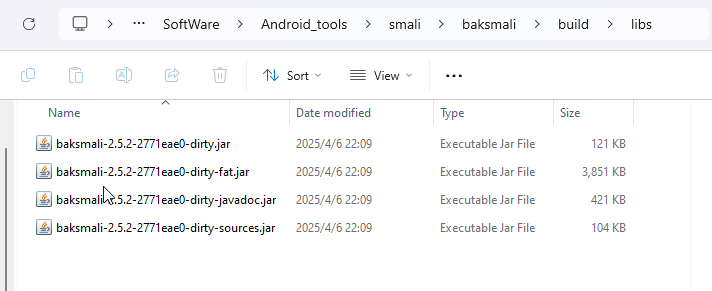 SoftWare > Android_tools > smali > baksmali > build > libs
Sort View
Name Date modified Type Size
baksmali-2.5.2-2771eae0-dirty.jar 2025/4/6 22:09 Executable Jar File 121 KB
baksmali-2.5.2-2771eae0-dirty-fat.jar 2025/4/6 22:09 Executable Jar File 3,851 KB
baksmali-2.5.2-2771eae0-dirty-javadoc.jar 2025/4/6 22:09 Executable Jar File 421 KB
baksmali-2.5.2-2771eae0-dirty-sources.jar 2025/4/6 22:09 Executable Jar File 104 KB